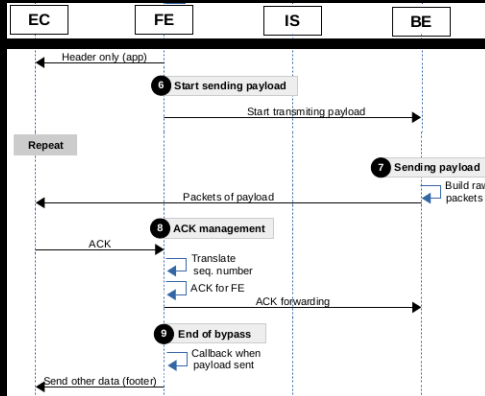 EC FE IS BE
Header only (app)
6 Start sending payload
Start transmiting payload
Repeat
7 Sending payload
Build raw
packets
Packets of payload
8 ACK management
ACK
Translate
seq. number
ACK for FE
ACK forwarding
9 End of bypass
Callback when
payload sent
Send other data (footer)